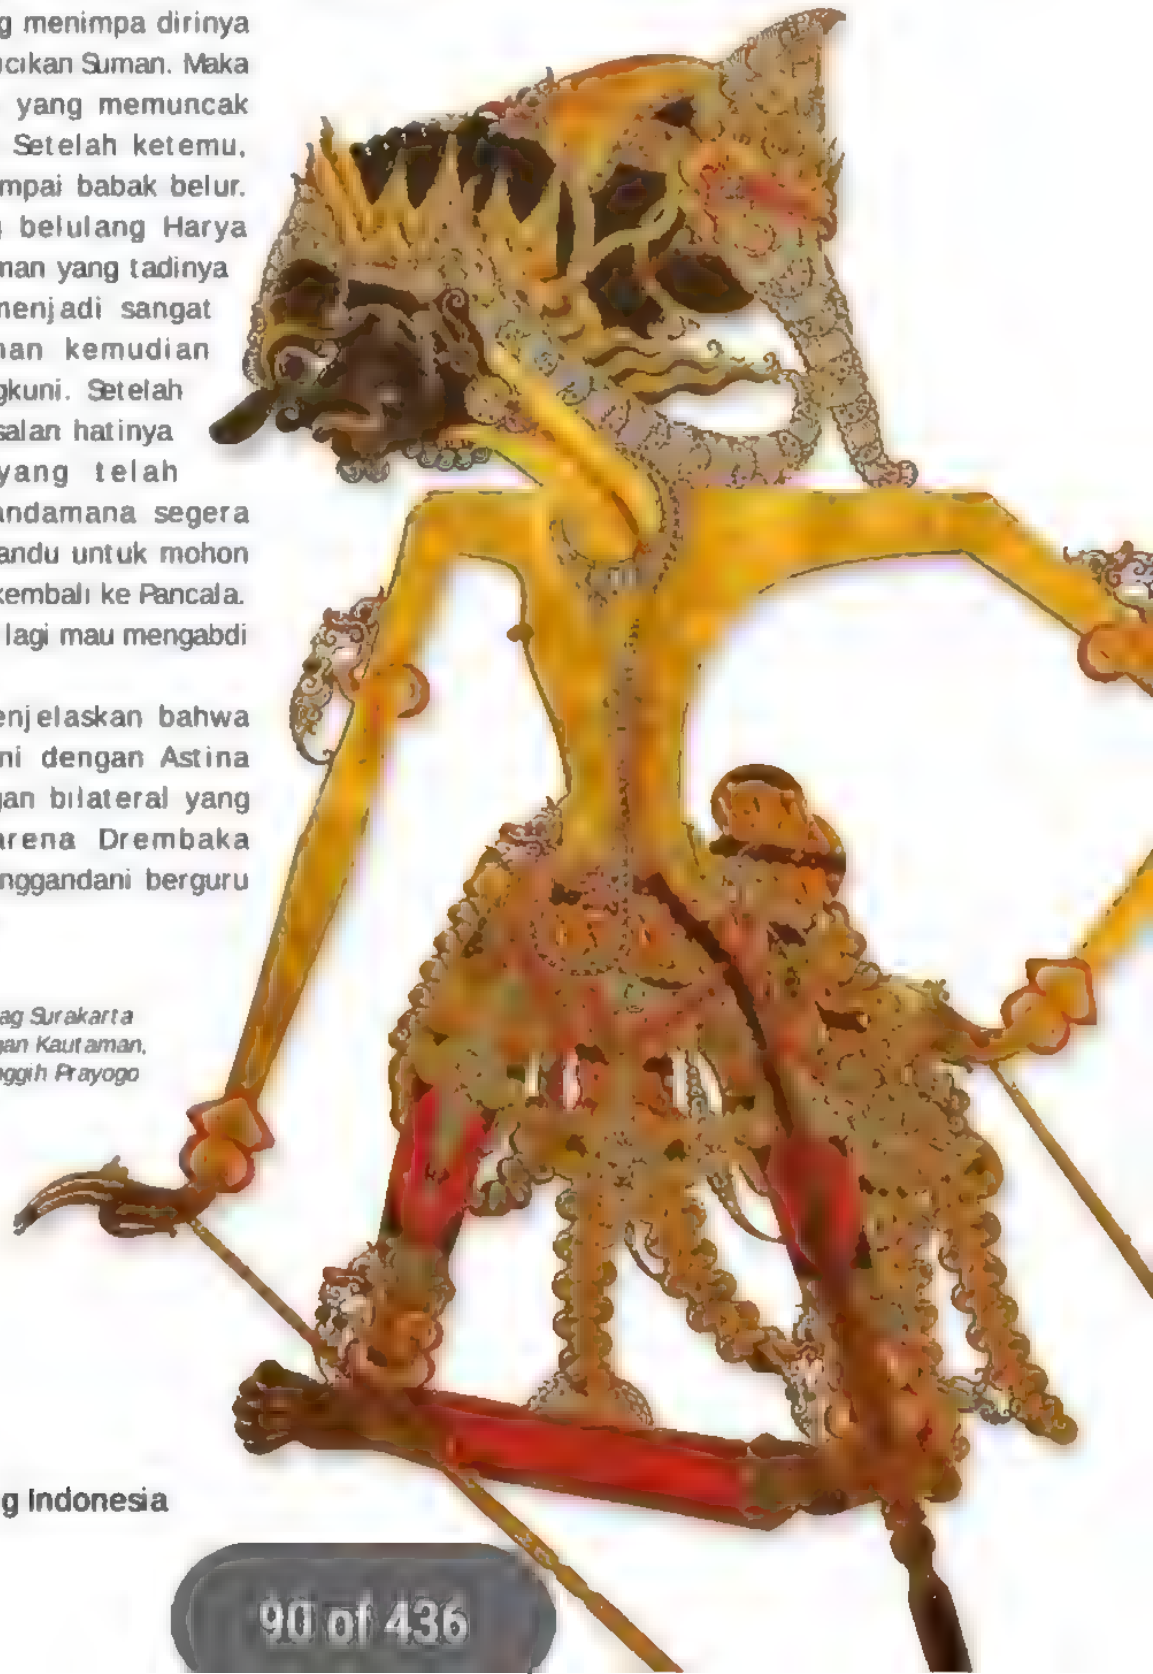 g menimpa dirinya
ucikan Suman. Maka
yang memuncak
Setelah ketemu,
mpai babak belur.
g belulang Harya
man yang tadinya
menjadi sangat
nan kemudian
gkuni. Setelah
salan hatinya
yang telah
andamana segera
andu untuk mohon
kembali ke Pancala.
lagi mau mengabdi
enjelaskan bahwa
ni dengan Astina
gan bilateral yang
arena Drembaka
nggandani berguru
ag Surakarta
gan Kautaman,
nggih Prayogo
g Indonesia
90 of 436